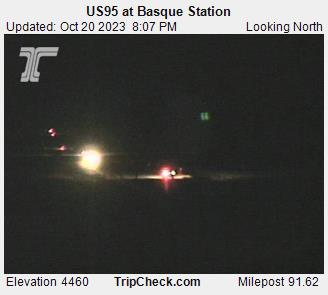 US95 at Basque Station
Updated: Oct 20 2023 8:07 PM Looking North
Elevation 4460 TripCheck.com Milepost 91.62